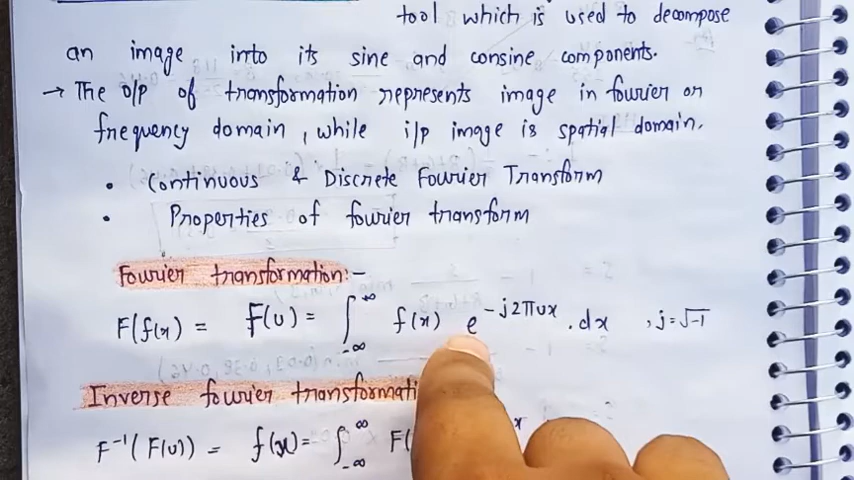 tool which is used to decompose
an image into its sine and consine components.
→ The o/p of transformation represents image in fourier or
frequency domain, while i/p image is spatial domain.
• Continuous & Discrete Fourier Transform
• Properties of fourier transform
Fourier transformation:-
F(f(x) = F(u) = ∫_{-∞}^{+∞} f(x) e^{-j2πux} . dx , j = √-1
Inverse fourier transformati
F⁻¹(F(u)) = f(x) = ∫_{-∞}^{∞} F( x